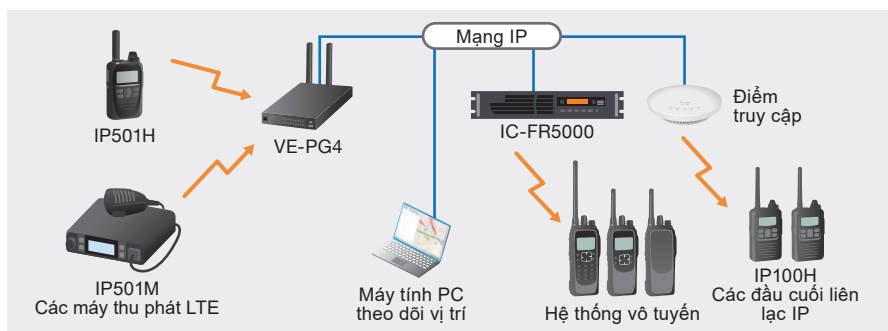 Mạng IP
IP501H
VE-PG4
IC-FR5000
Điểm
truy cập
IP501M
Các máy thu phát LTE
Máy tính PC
theo dõi vị trí
Hệ thống vô tuyến
IP100H
Các đầu cuối liên
lạc IP